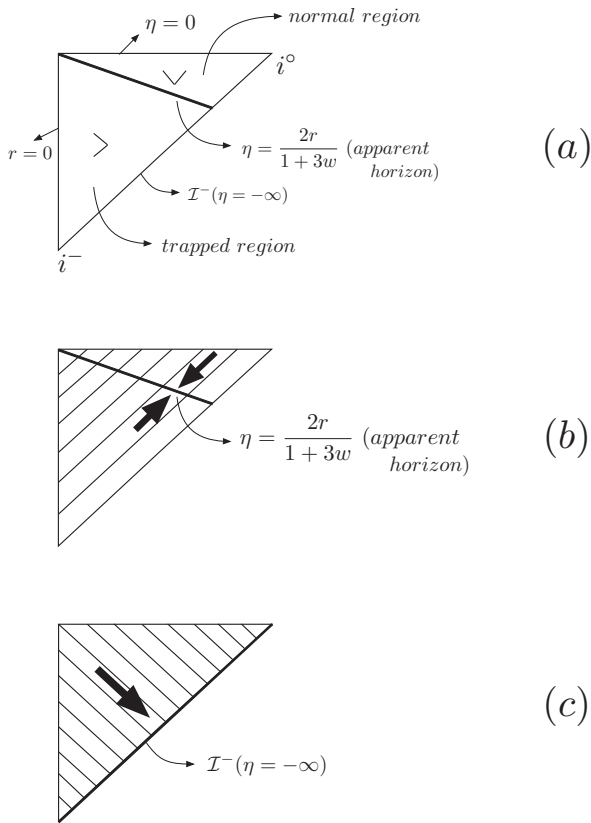 η = 0
normal region
i°
r = 0
η = 2r / 1 + 3w (apparent
horizon)
(a)
ℐ⁻(η = −∞)
trapped region
i⁻
η = 2r / 1 + 3w (apparent
horizon)
(b)
(c)
ℐ⁻(η = −∞)